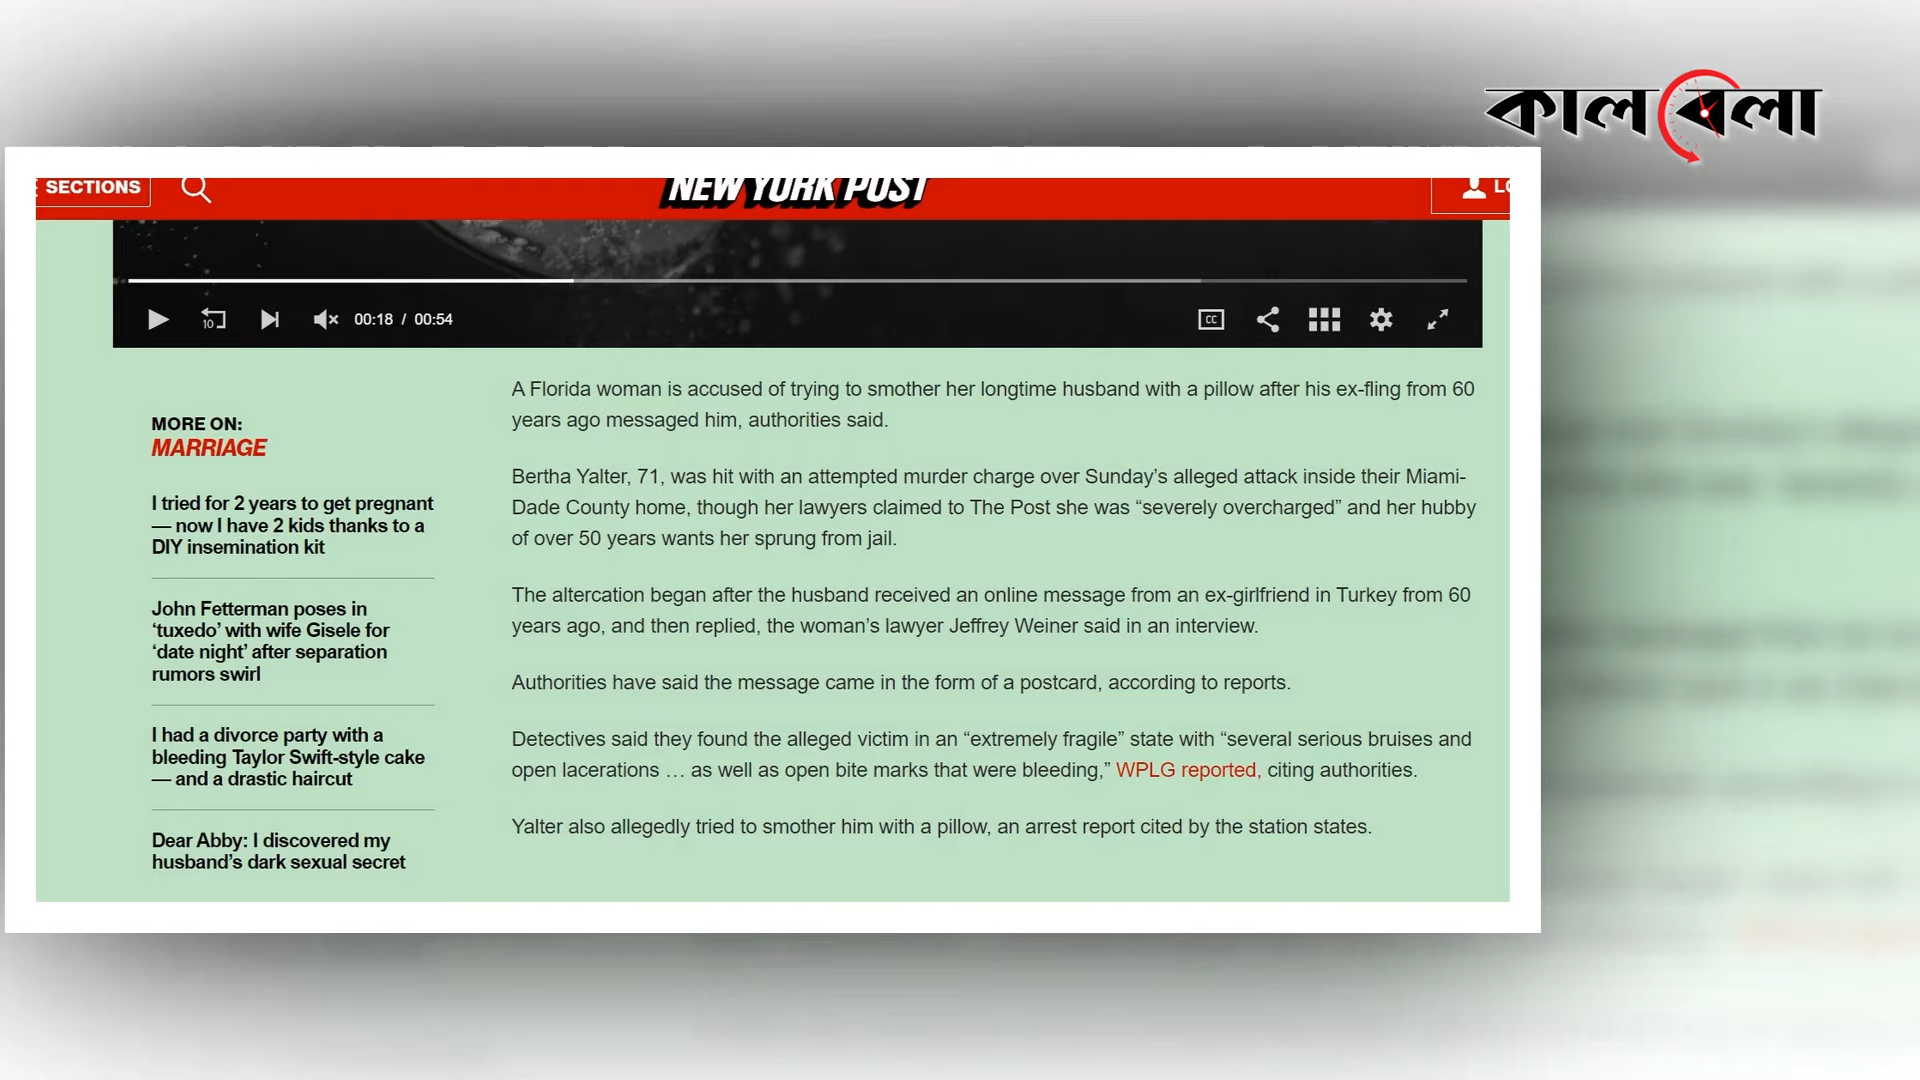 কালবেলা
SECTIONS
NEW YORK POST
10
00:18 / 00:54
CC
MORE ON:
MARRIAGE
I tried for 2 years to get pregnant
— now I have 2 kids thanks to a
DIY insemination kit
John Fetterman poses in
‘tuxedo’ with wife Gisele for
‘date night’ after separation
rumors swirl
I had a divorce party with a
bleeding Taylor Swift-style cake
— and a drastic haircut
Dear Abby: I discovered my
husband’s dark sexual secret
A Florida woman is accused of trying to smother her longtime husband with a pillow after his ex-fling from 60
years ago messaged him, authorities said.
Bertha Yalter, 71, was hit with an attempted murder charge over Sunday’s alleged attack inside their Miami-
Dade County home, though her lawyers claimed to The Post she was “severely overcharged” and her hubby
of over 50 years wants her sprung from jail.
The altercation began after the husband received an online message from an ex-girlfriend in Turkey from 60
years ago, and then replied, the woman’s lawyer Jeffrey Weiner said in an interview.
Authorities have said the message came in the form of a postcard, according to reports.
Detectives said they found the alleged victim in an “extremely fragile” state with “several serious bruises and
open lacerations … as well as open bite marks that were bleeding,” WPLG reported, citing authorities.
Yalter also allegedly tried to smother him with a pillow, an arrest report cited by the station states.